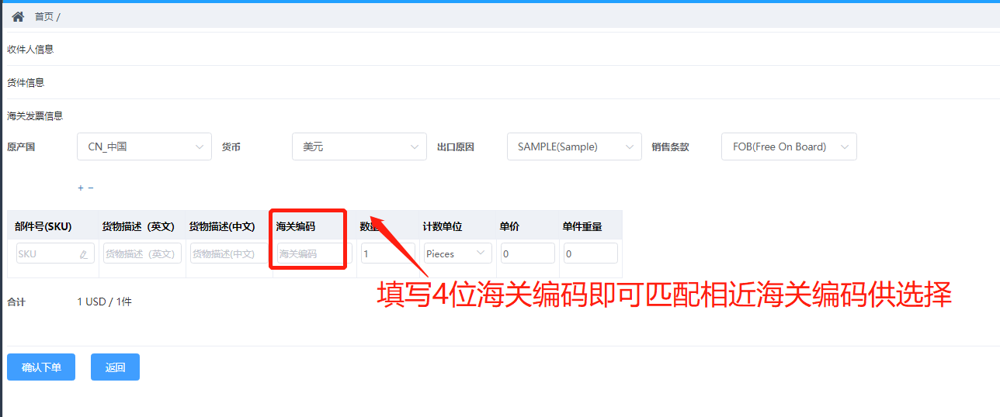 首页 /
收件人信息
货件信息
海关发票信息
原产国 CN_中国 货币 美元 出口原因 SAMPLE(Sample) 销售条款 FOB(Free On Board)
+ −
部件号(SKU) 货物描述（英文） 货物描述(中文) 海关编码 数量 计数单位 单价 单件重量
SKU 货物描述（英文） 货物描述(中文) 海关编码 1 Pieces 0 0
填写4位海关编码即可匹配相近海关编码供选择
合计 1 USD / 1件
确认下单 返回